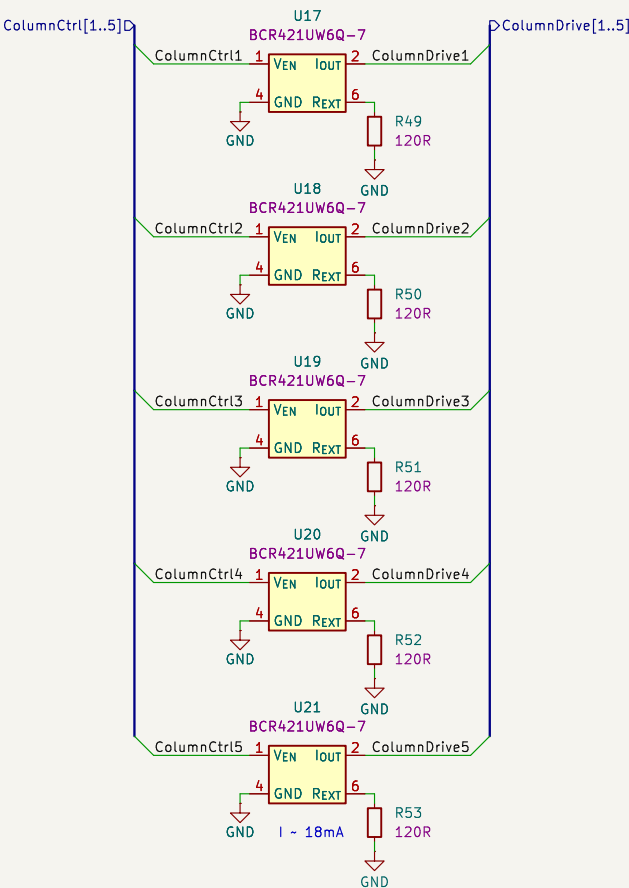 ColumnCtrl[1..5]
ColumnDrive[1..5]
U17
BCR421UW6Q-7
ColumnCtrl1 1 VEN IOUT 2 ColumnDrive1
4 GND REXT 6
GND
R49
120R
GND
U18
BCR421UW6Q-7
ColumnCtrl2 1 VEN IOUT 2 ColumnDrive2
4 GND REXT 6
GND
R50
120R
GND
U19
BCR421UW6Q-7
ColumnCtrl3 1 VEN IOUT 2 ColumnDrive3
4 GND REXT 6
GND
R51
120R
GND
U20
BCR421UW6Q-7
ColumnCtrl4 1 VEN IOUT 2 ColumnDrive4
4 GND REXT 6
GND
R52
120R
GND
U21
BCR421UW6Q-7
ColumnCtrl5 1 VEN IOUT 2 ColumnDrive5
4 GND REXT 6
GND
I ~ 18mA
R53
120R
GND